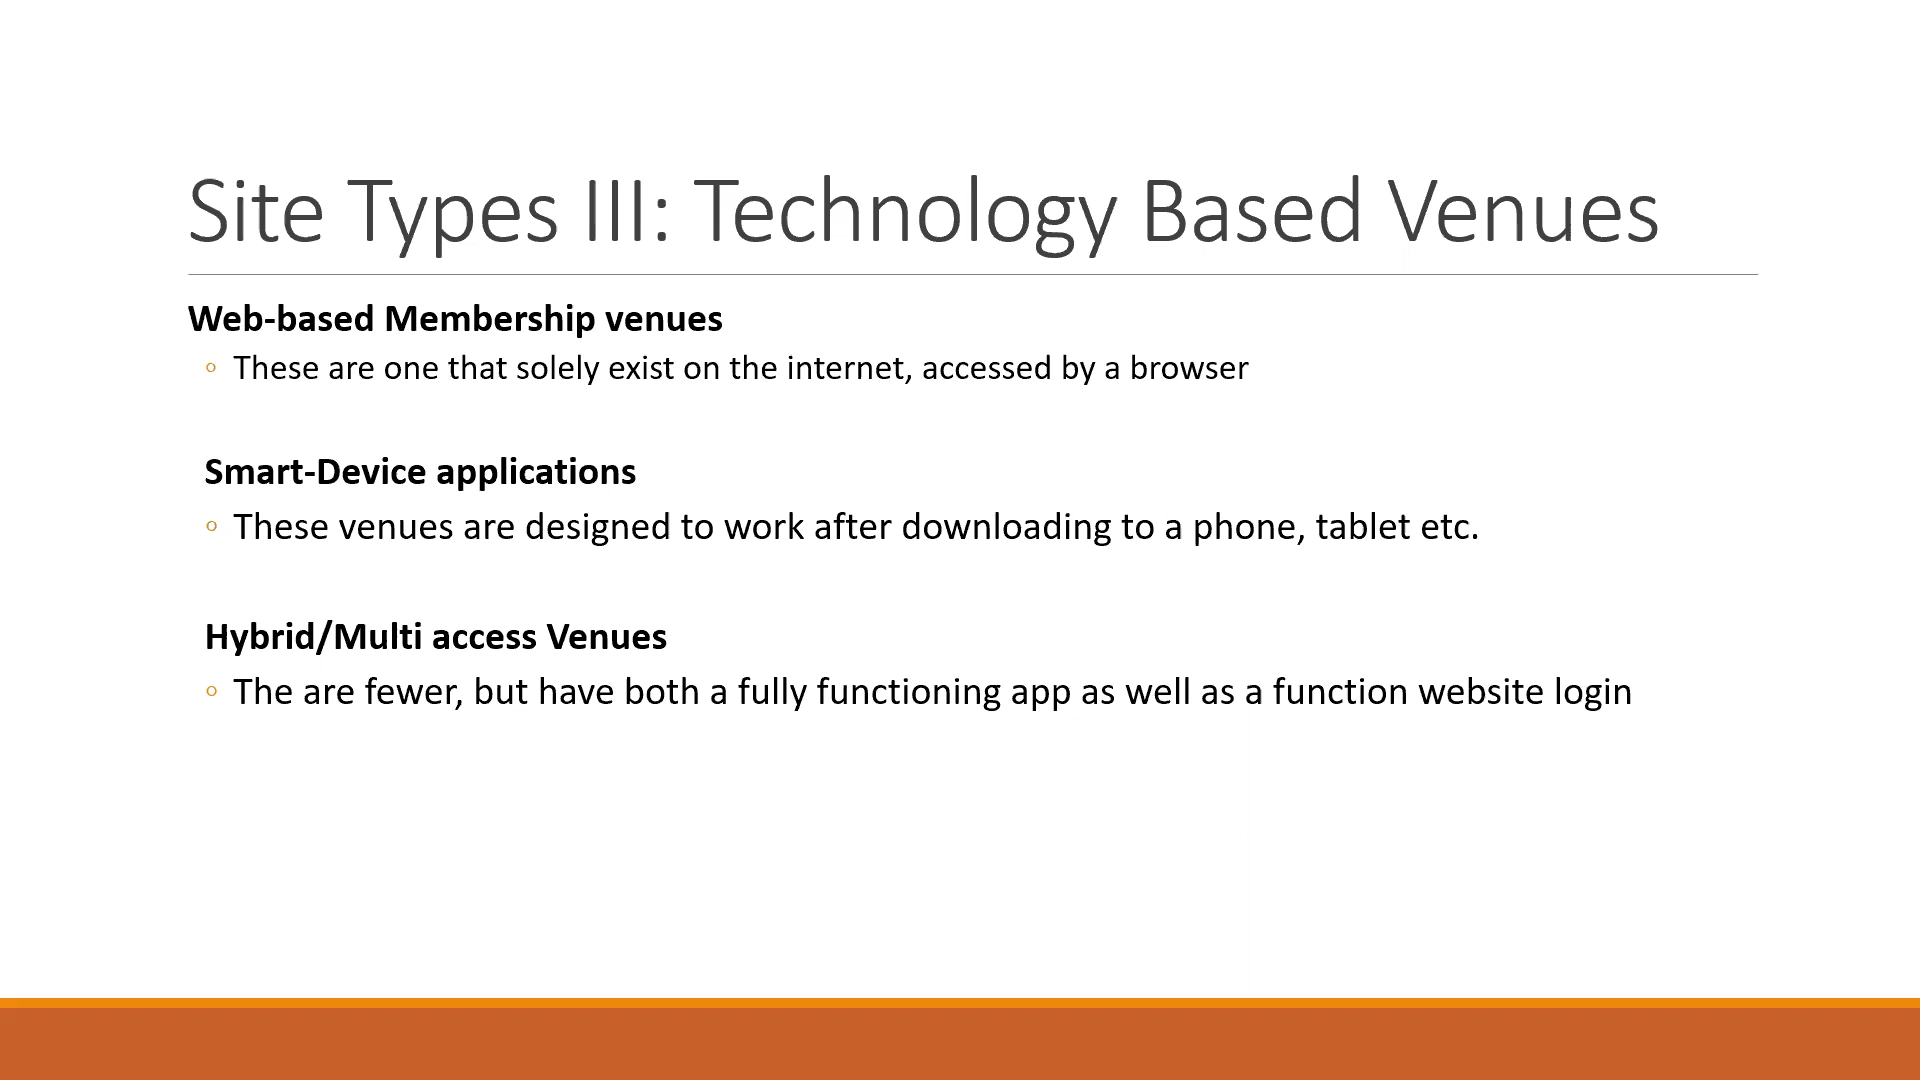 Site Types III: Technology Based Venues
Web-based Membership venues
◦ These are one that solely exist on the internet, accessed by a browser
Smart-Device applications
◦ These venues are designed to work after downloading to a phone, tablet etc.
Hybrid/Multi access Venues
◦ The are fewer, but have both a fully functioning app as well as a function website login